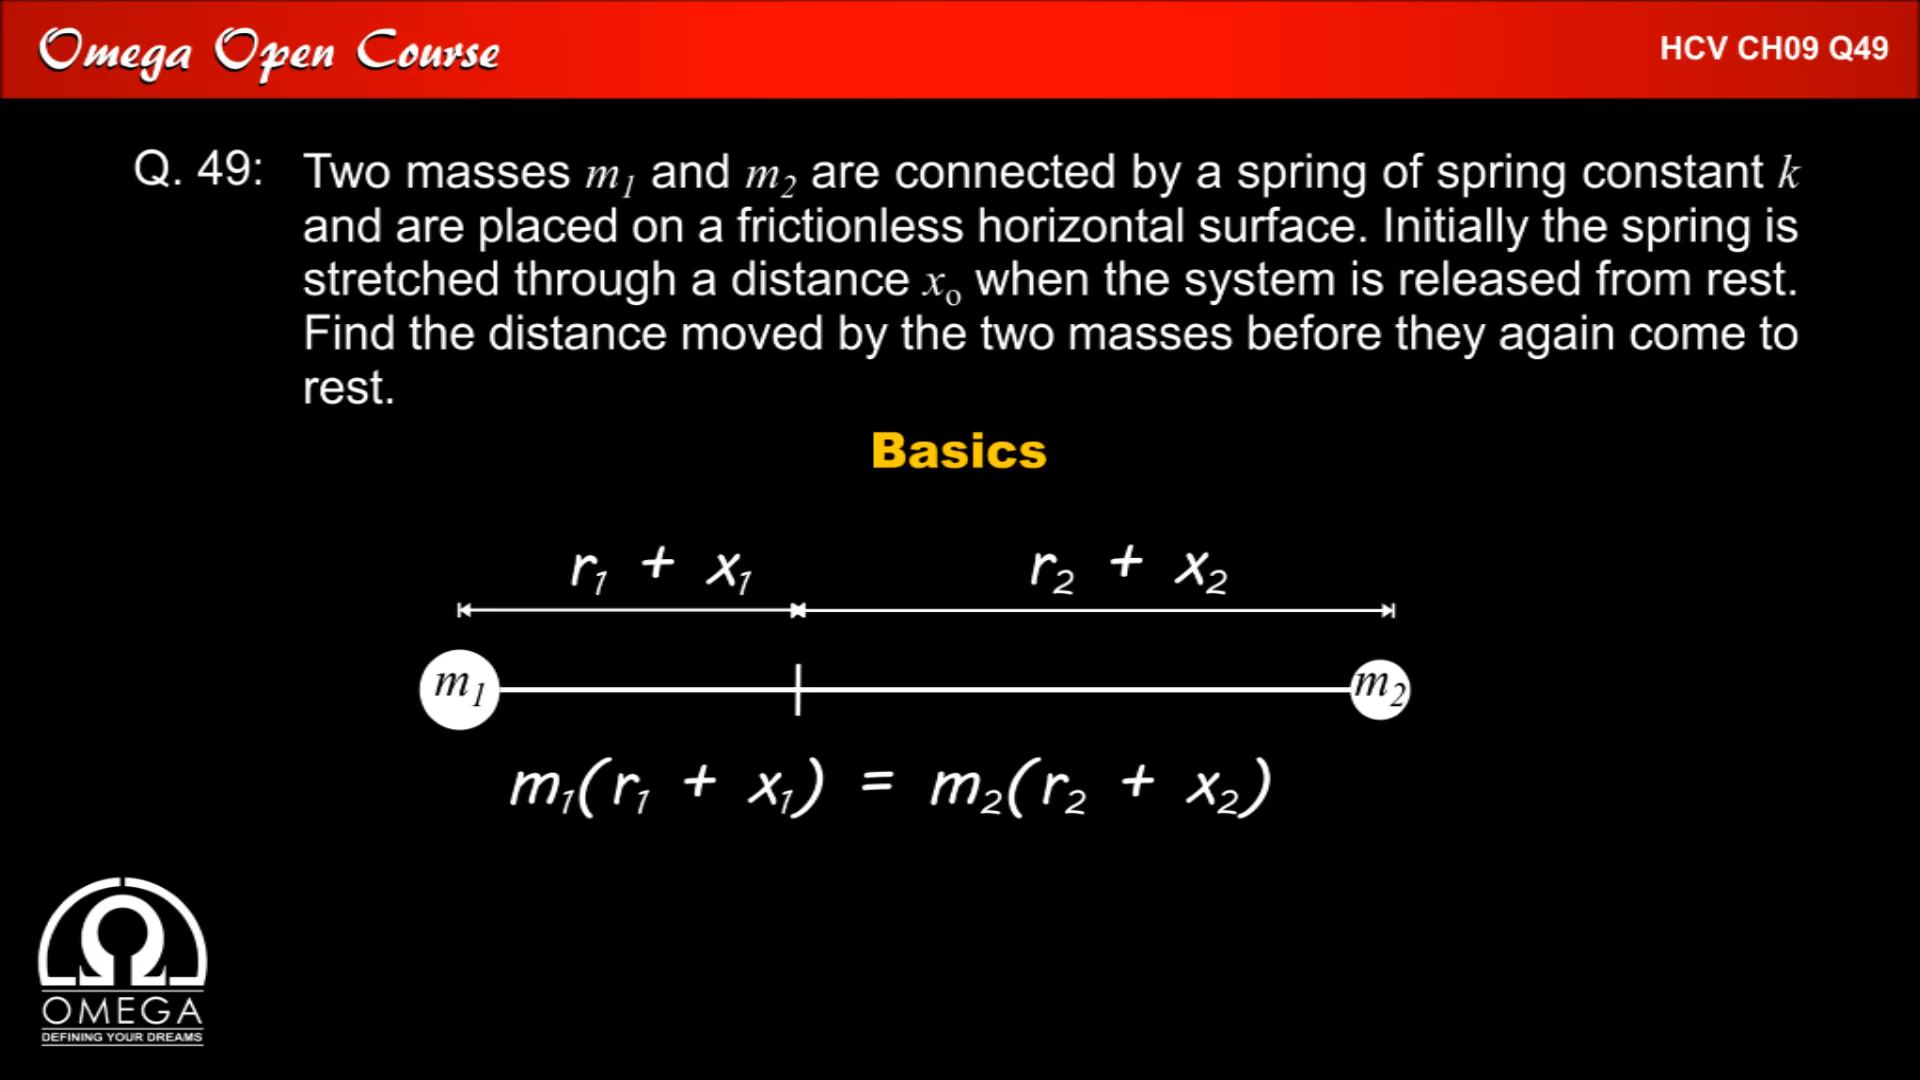 Omega Open Course
HCV CH09 Q49
Q. 49: Two masses m₁ and m₂ are connected by a spring of spring constant k
and are placed on a frictionless horizontal surface. Initially the spring is
stretched through a distance xₒ when the system is released from rest.
Find the distance moved by the two masses before they again come to
rest.
Basics
r₁ + x₁ r₂ + x₂
m₁ m₂
m₁(r₁ + x₁) = m₂(r₂ + x₂)
OMEGA
DEFINING YOUR DREAMS